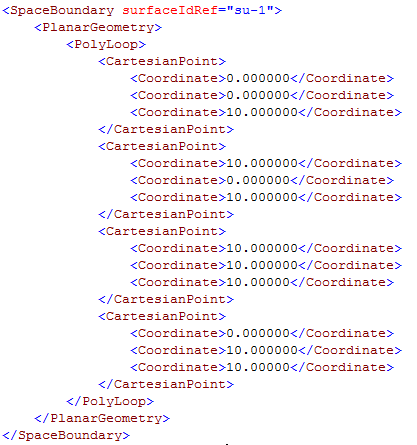 <SpaceBoundary surfaceIdRef="su-1">
<PlanarGeometry>
<PolyLoop>
<CartesianPoint>
<Coordinate>0.000000</Coordinate>
<Coordinate>0.000000</Coordinate>
<Coordinate>10.000000</Coordinate>
</CartesianPoint>
<CartesianPoint>
<Coordinate>10.000000</Coordinate>
<Coordinate>0.000000</Coordinate>
<Coordinate>10.000000</Coordinate>
</CartesianPoint>
<CartesianPoint>
<Coordinate>10.000000</Coordinate>
<Coordinate>10.000000</Coordinate>
<Coordinate>10.00000</Coordinate>
</CartesianPoint>
<CartesianPoint>
<Coordinate>0.000000</Coordinate>
<Coordinate>10.000000</Coordinate>
<Coordinate>10.00000</Coordinate>
</CartesianPoint>
</PolyLoop>
</PlanarGeometry>
</SpaceBoundary>